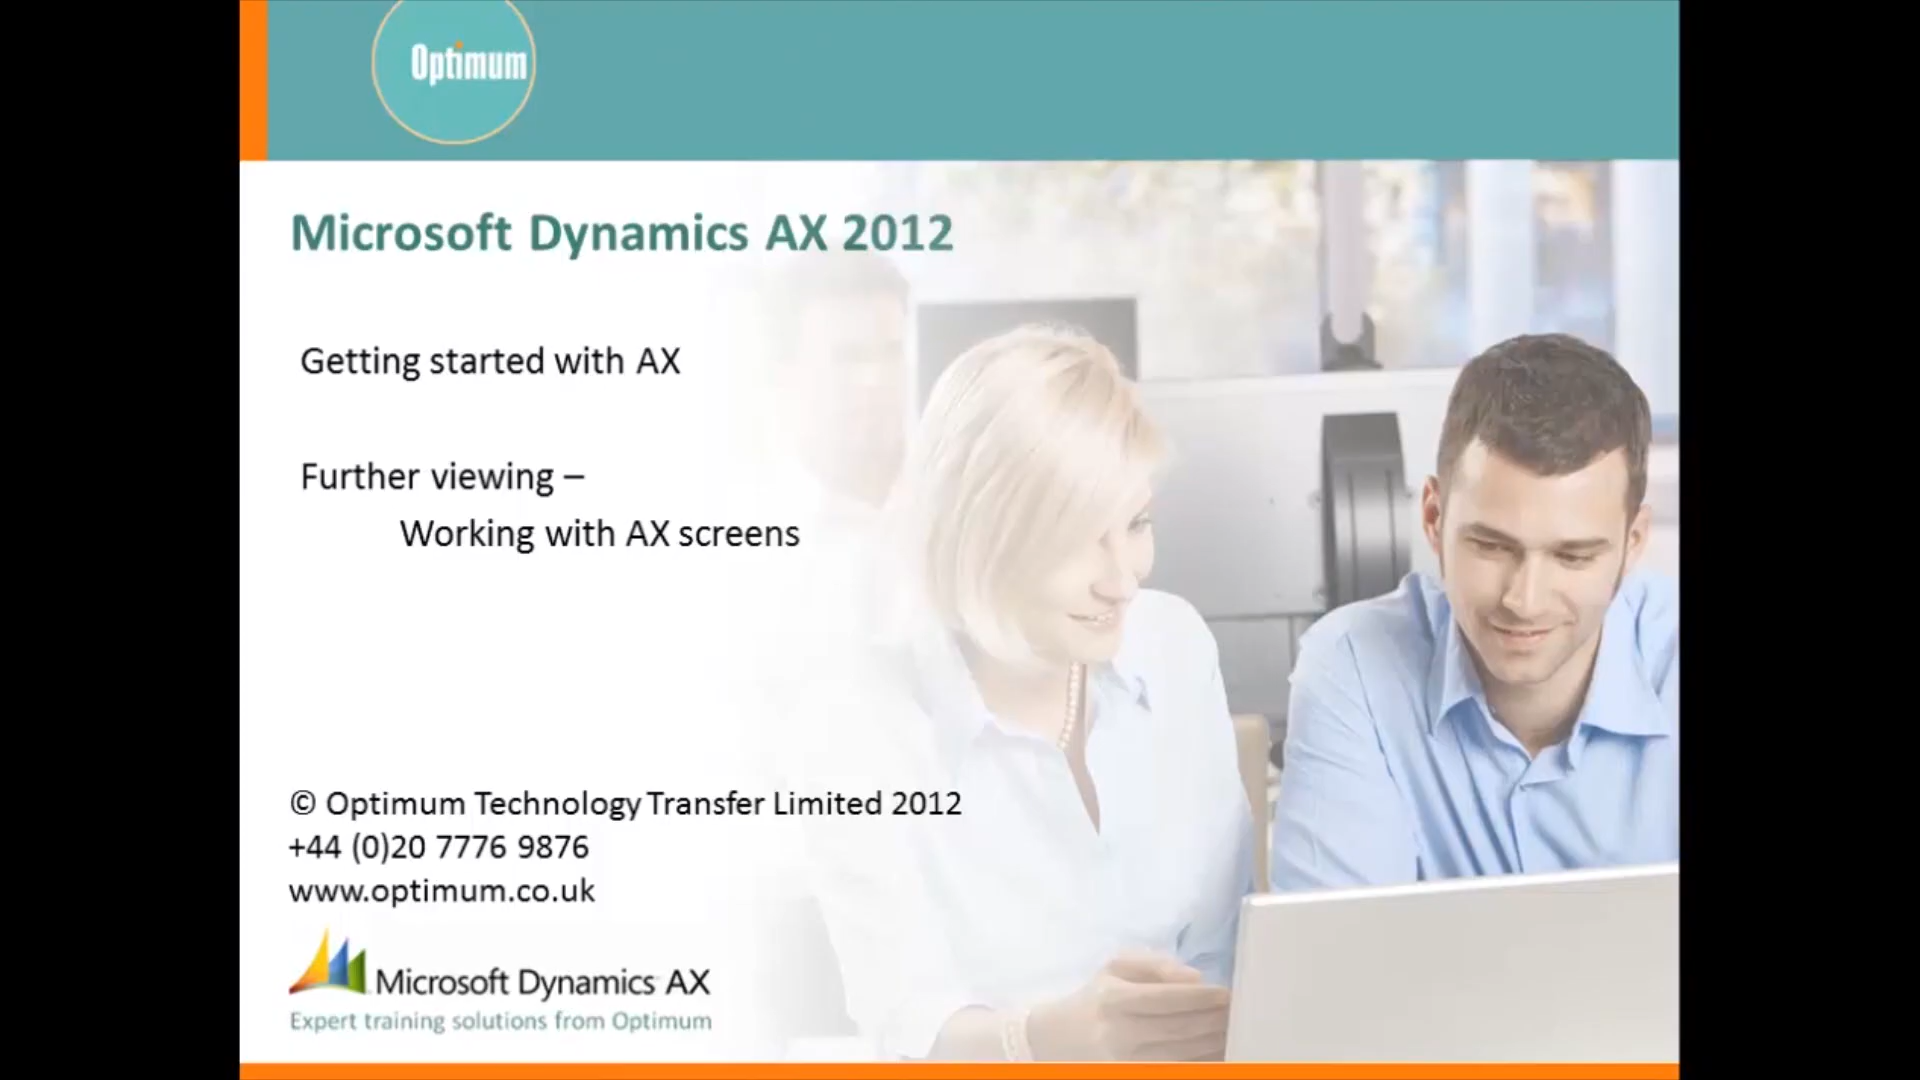 Optimum
Microsoft Dynamics AX 2012
Getting started with AX
Further viewing –
Working with AX screens
© Optimum Technology Transfer Limited 2012
+44 (0)20 7776 9876
www.optimum.co.uk
Microsoft Dynamics AX
Expert training solutions from Optimum